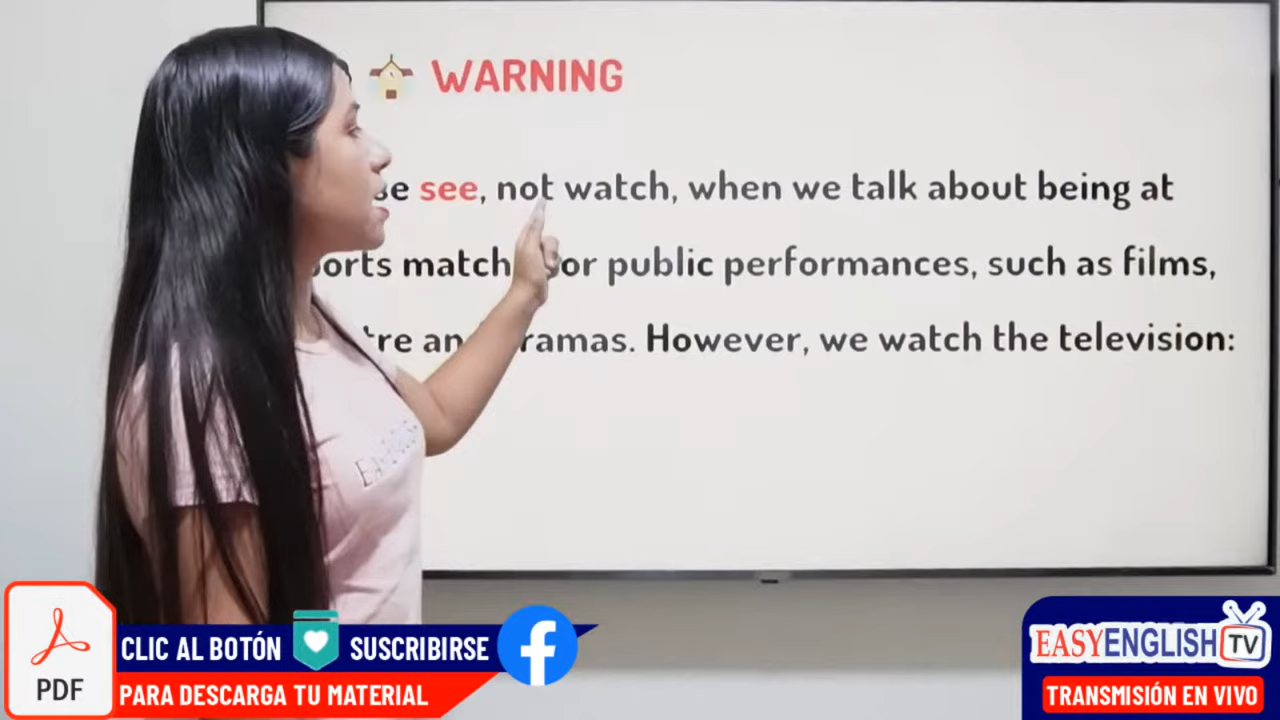 WARNING
se see, not watch, when we talk about being at
orts match or public performances, such as films,
tre an ramas. However, we watch the television:
EA
PDF
CLIC AL BOTÓN SUSCRIBIRSE
PARA DESCARGA TU MATERIAL
EASYENGLISH TV
TRANSMISIÓN EN VIVO